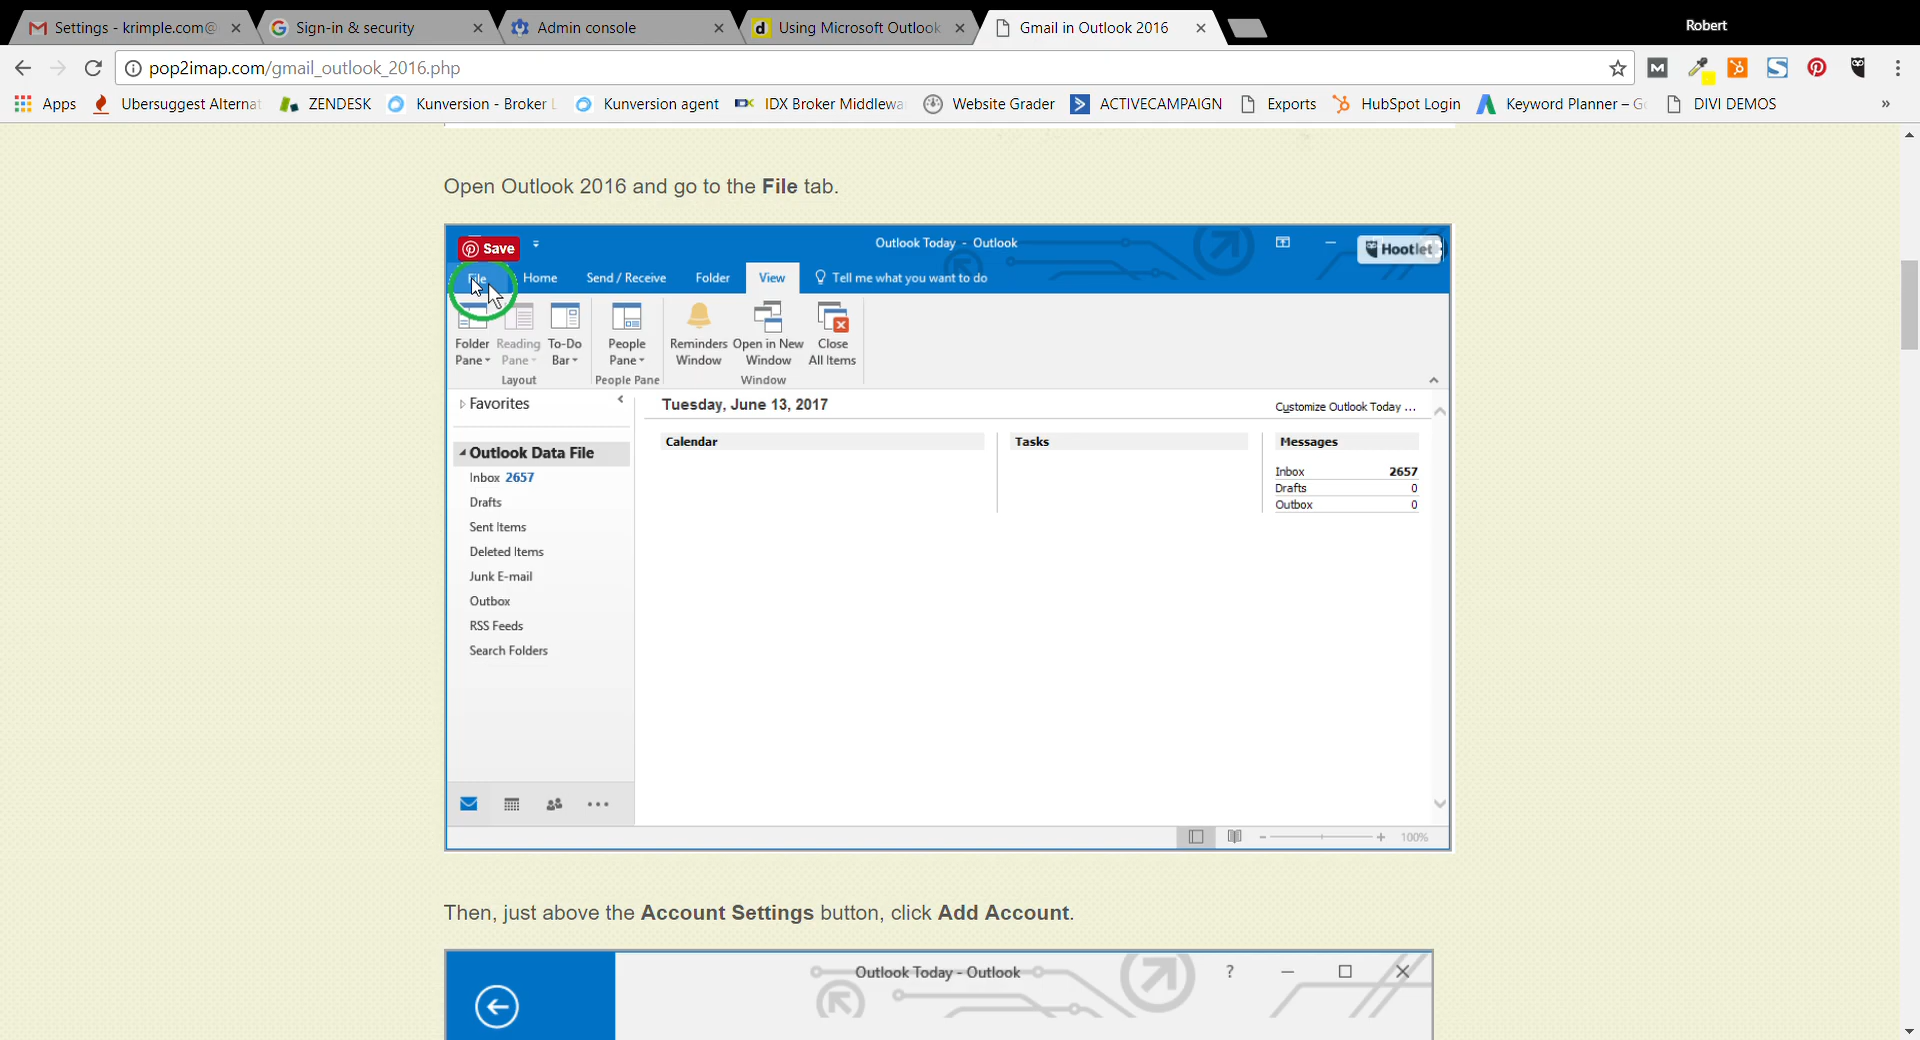 Robert
Settings - krimple.com@
Sign-in & security
Admin console
Using Microsoft Outlook
Gmail in Outlook 2016
pop2imap.com/gmail_outlook_2016.php
Apps
Ubersuggest Alternat
ZENDESK
Kunversion - Broker
Kunversion agent
IDX Broker Middlewa
Website Grader
ACTIVECAMPAIGN
Exports
HubSpot Login
Keyword Planner – G
DIVI DEMOS
»
Open Outlook 2016 and go to the File tab.
Save
Outlook Today - Outlook
Hootlet
File
Home
Send / Receive
Folder
View
Tell me what you want to do
Folder Pane
Reading Pane
To-Do Bar
People Pane
Reminders Window
Open in New Window
Close All Items
Layout
People Pane
Window
Favorites
Tuesday, June 13, 2017
Customize Outlook Today ...
Calendar
Tasks
Messages
Outlook Data File
Inbox 2657
Drafts
Sent Items
Deleted Items
Junk E-mail
Outbox
RSS Feeds
Search Folders
Inbox 2657
Drafts 0
Outbox 0
100%
Then, just above the Account Settings button, click Add Account.
Outlook Today - Outlook
?